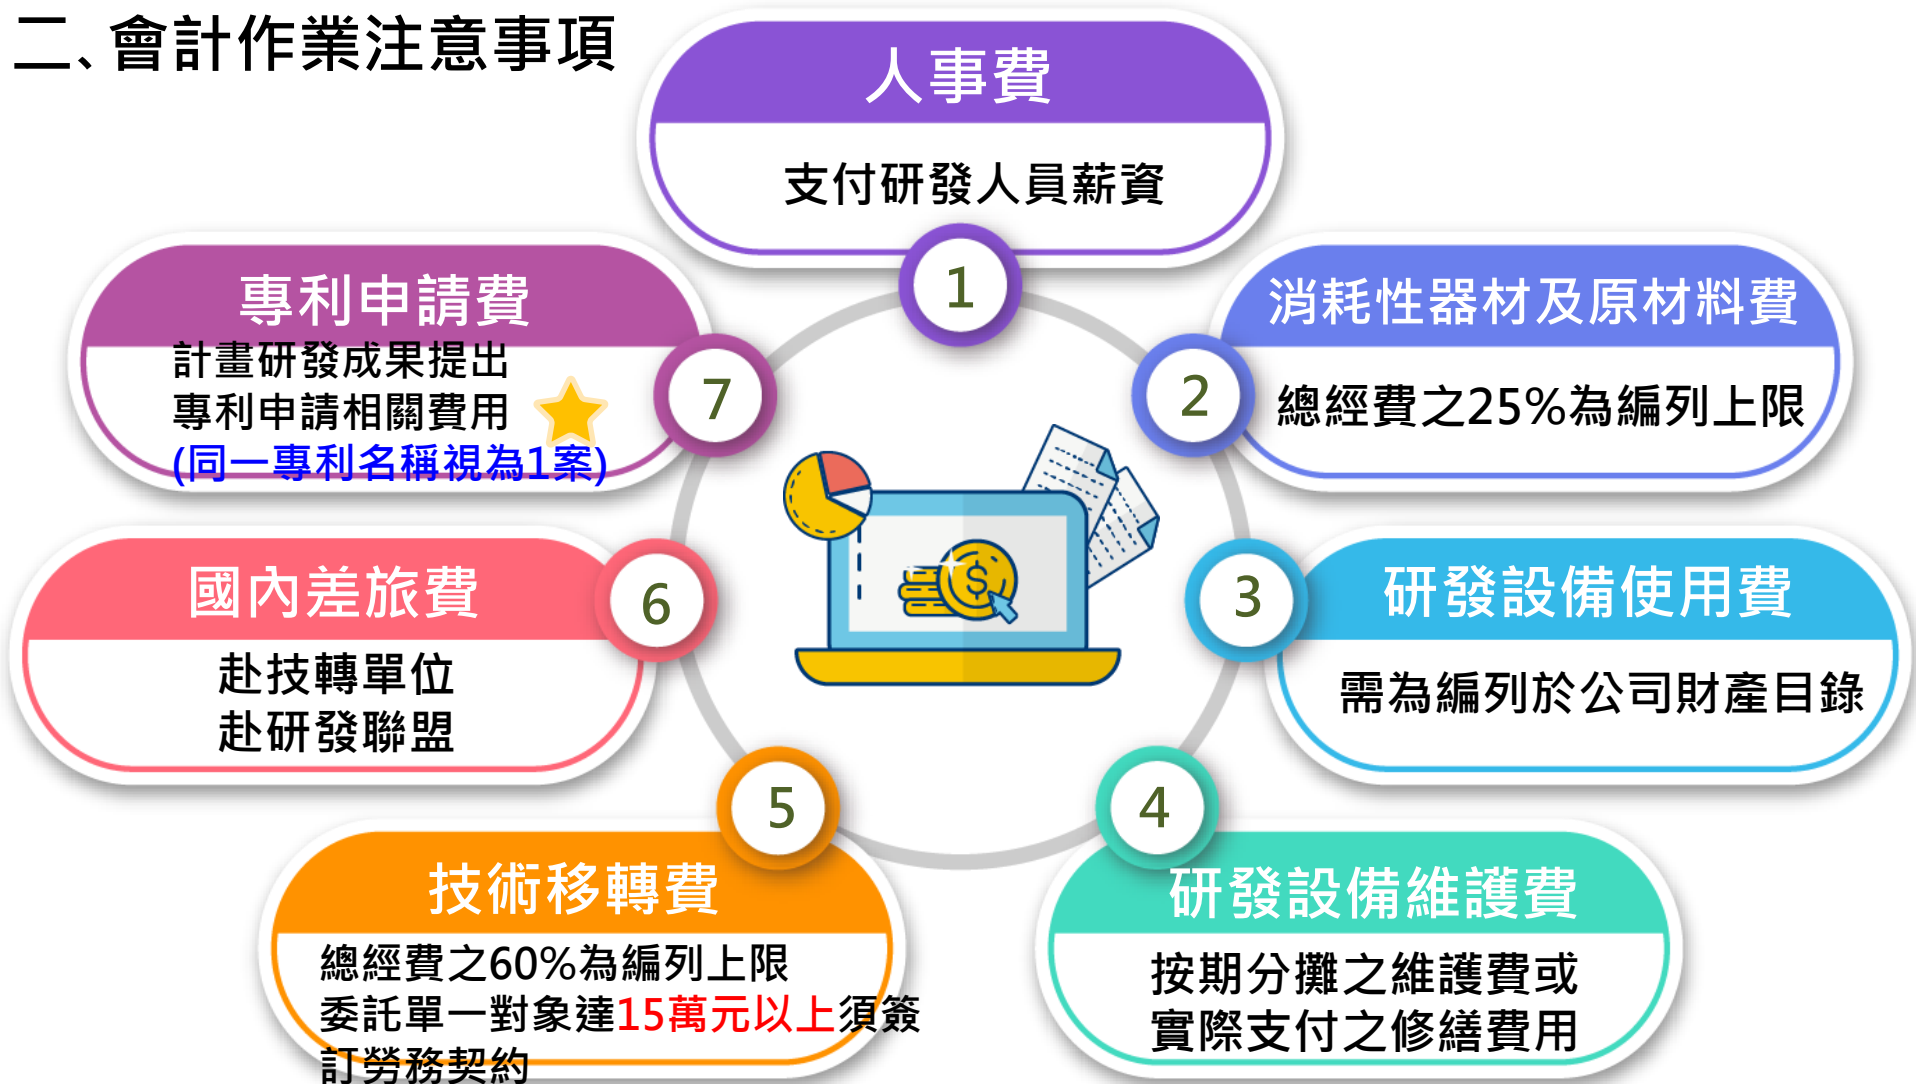 二、會計作業注意事項
人事費
支付研發人員薪資
1
消耗性器材及原材料費
總經費之25%為編列上限
2
研發設備使用費
需為編列於公司財產目錄
3
研發設備維護費
按期分攤之維護費或
實際支付之修繕費用
4
技術移轉費
總經費之60%為編列上限
委託單一對象達15萬元以上須簽
訂勞務契約
5
國內差旅費
赴技轉單位
赴研發聯盟
6
專利申請費
計畫研發成果提出
專利申請相關費用
(同一專利名稱視為1案)
7
$